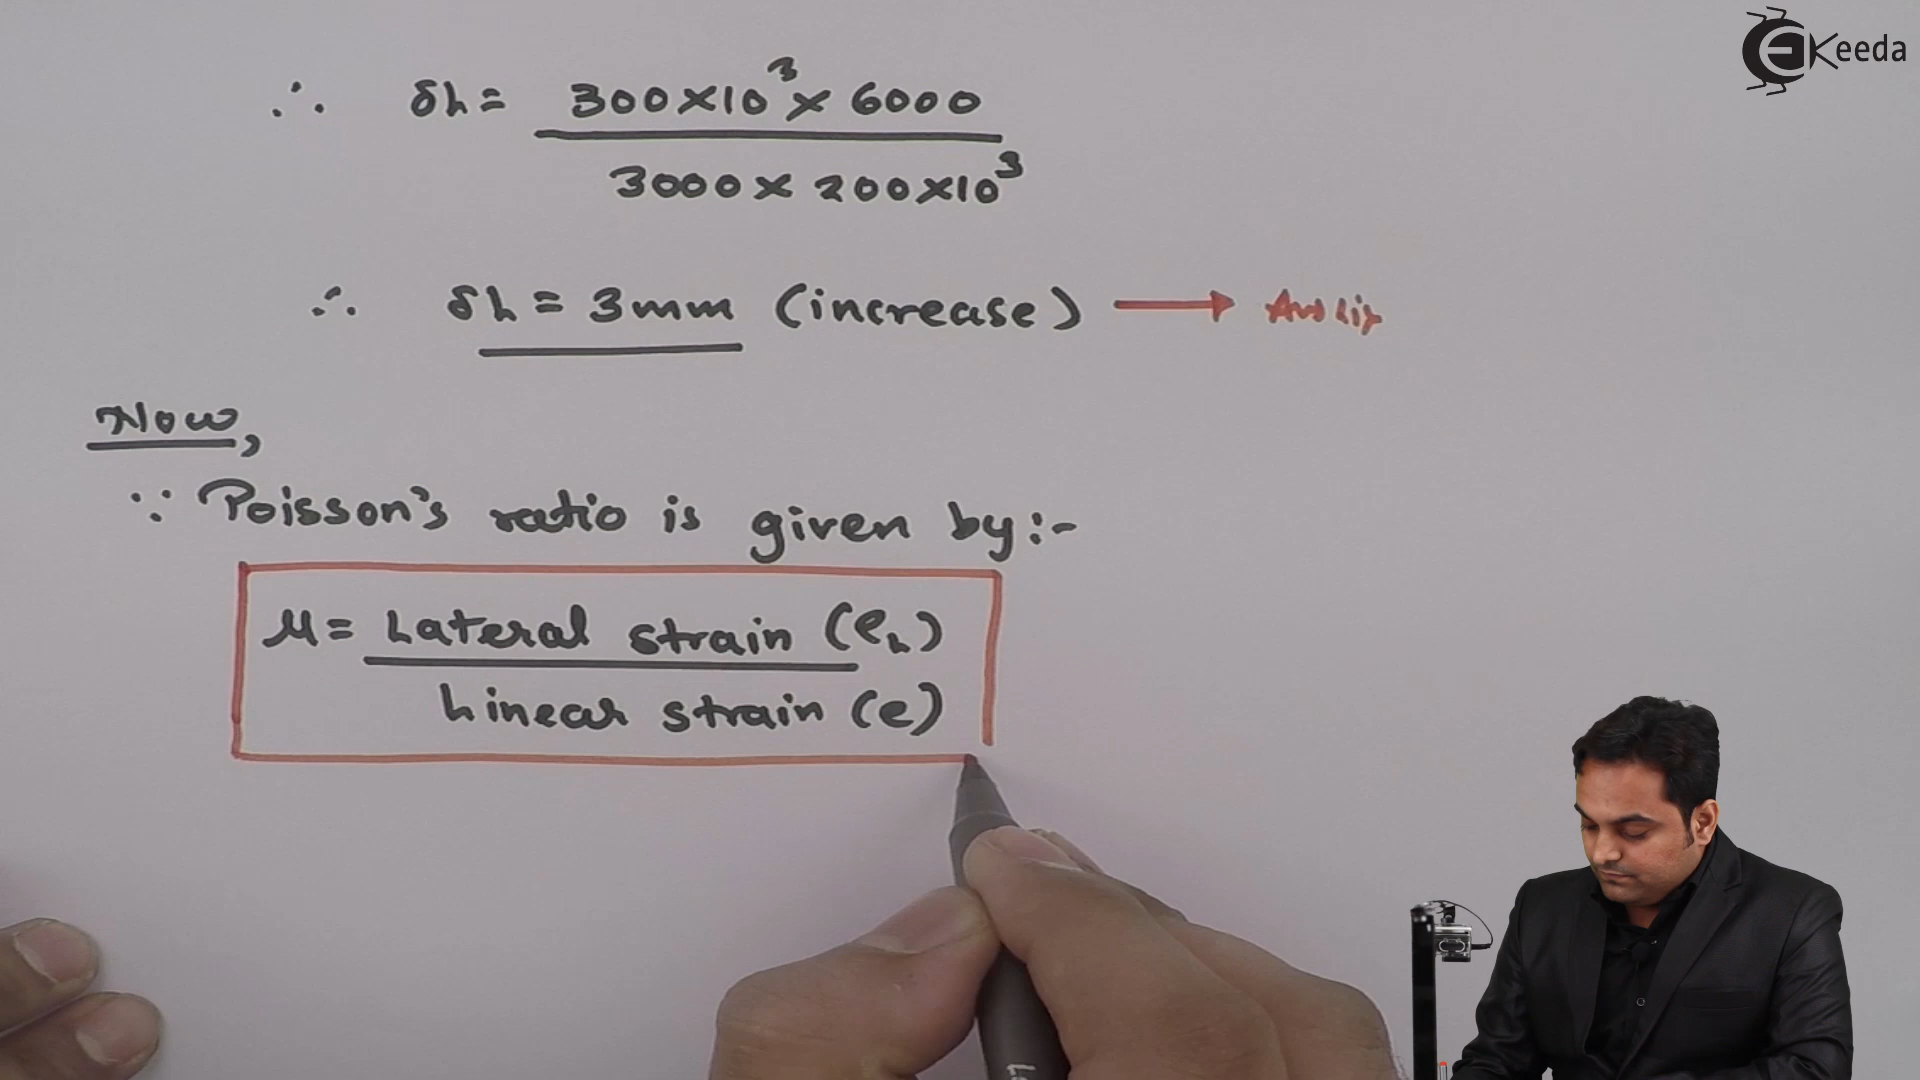 EKeeda
∴ δh = 300×10³ × 6000
3000 × 200×10³
∴ δh = 3mm (increase) →
Now,
∵ Poisson's ratio is given by:-
μ = Lateral strain (eₕ)
Linear strain (e)